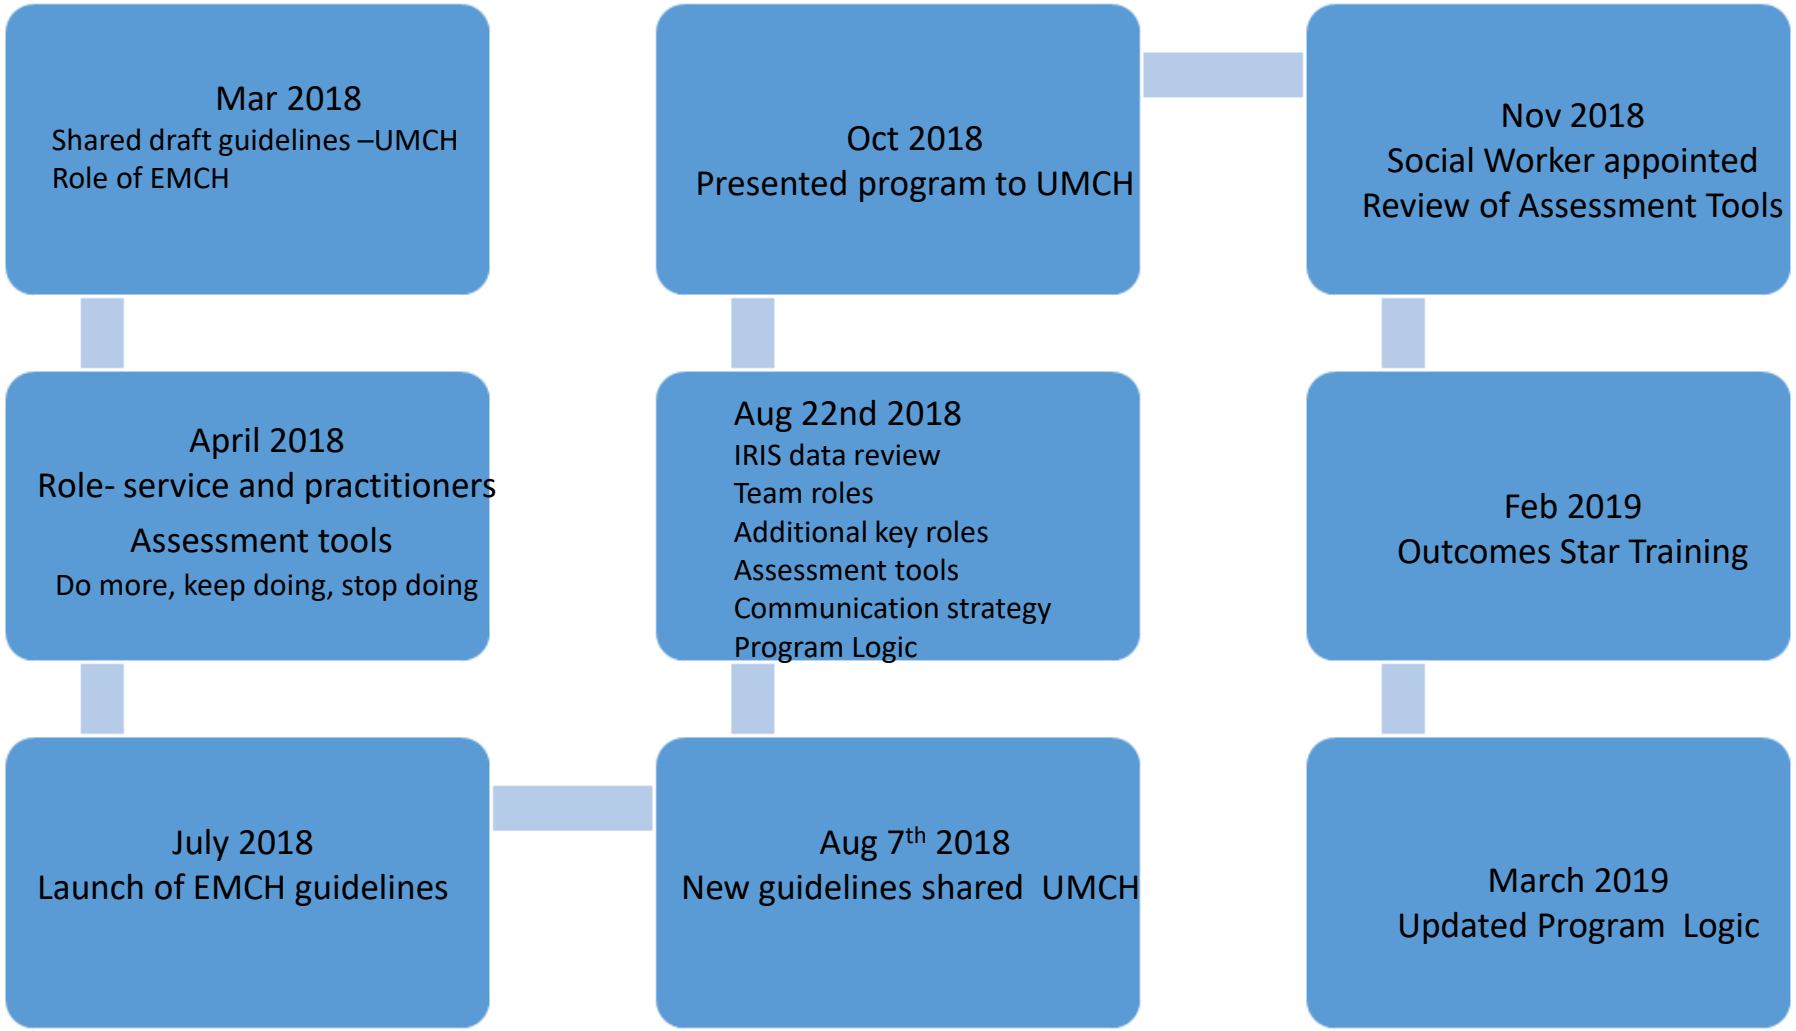 Mar 2018
Shared draft guidelines –UMCH
Role of EMCH
April 2018
Role- service and practitioners
Assessment tools
Do more, keep doing, stop doing
July 2018
Launch of EMCH guidelines
Aug 7th 2018
New guidelines shared  UMCH
Aug 22nd 2018
IRIS data review
Team roles
Additional key roles
Assessment tools
Communication strategy
Program Logic
Oct 2018
Presented program to UMCH
Nov 2018
Social Worker appointed
Review of Assessment Tools
Feb 2019
Outcomes Star Training
March 2019
Updated Program  Logic